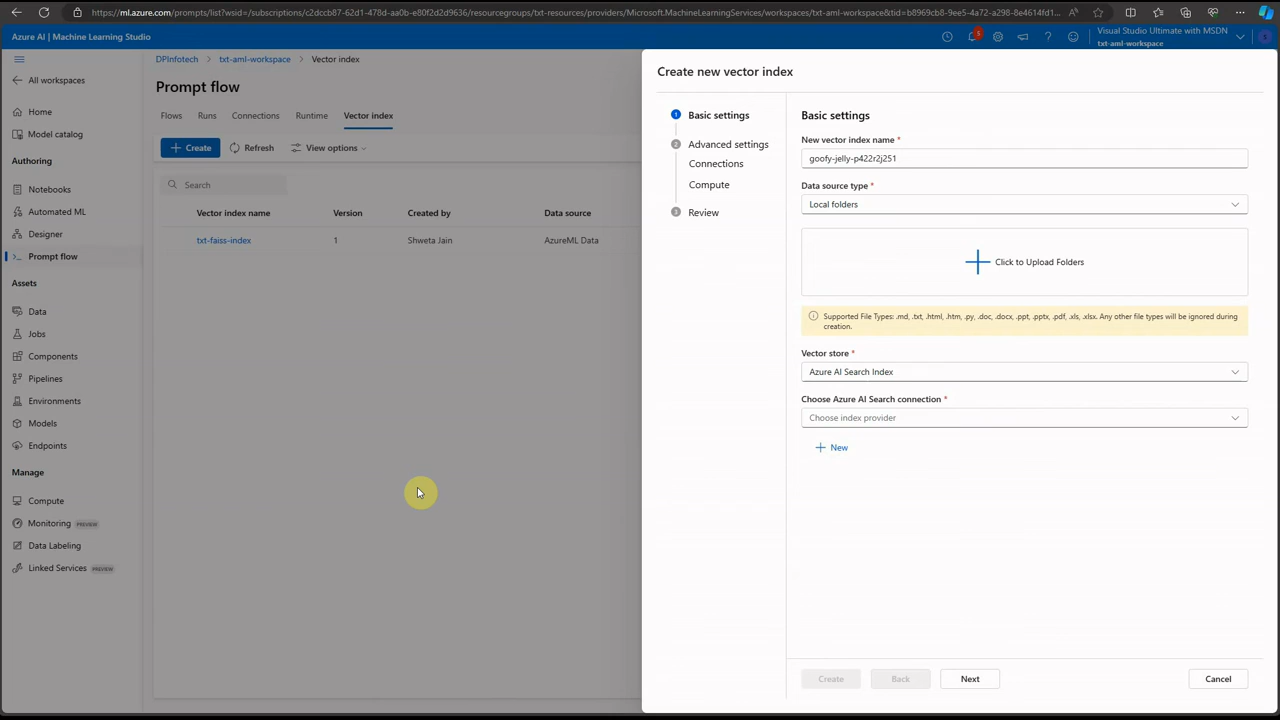 https://ml.azure.com/prompts/list?wsid=/subscriptions/c2dccb87-62d1-478d-aa0b-e80f2d2d9636/resourcegroups/txt-resources/providers/Microsoft.MachineLearningServices/workspaces/txt-aml-workspace&tid=b8969cb8-9ee5-4a72-a298-8e4614fd1...
Azure AI | Machine Learning Studio
5
Visual Studio Ultimate with MSDN
txt-aml-workspace
S
All workspaces
Home
Model catalog
Authoring
Notebooks
Automated ML
Designer
Prompt flow
Assets
Data
Jobs
Components
Pipelines
Environments
Models
Endpoints
Manage
Compute
Monitoring PREVIEW
Data Labeling
Linked Services PREVIEW
DPInfotech > txt-aml-workspace > Vector index
Prompt flow
Flows Runs Connections Runtime Vector index
Create Refresh View options
Search
Vector index name Version Created by Data source
txt-faiss-index 1 Shweta Jain AzureML Data
Create new vector index
1 Basic settings
2 Advanced settings
Connections
Compute
3 Review
Basic settings
New vector index name *
goofy-jelly-p422r2j251
Data source type *
Local folders
Click to Upload Folders
Supported File Types: .md, .txt, .html, .htm, .py, .doc, .docx, .ppt, .pptx, .pdf, .xls, .xlsx. Any other file types will be ignored during
creation.
Vector store *
Azure AI Search Index
Choose Azure AI Search connection *
Choose index provider
New
Create Back Next Cancel